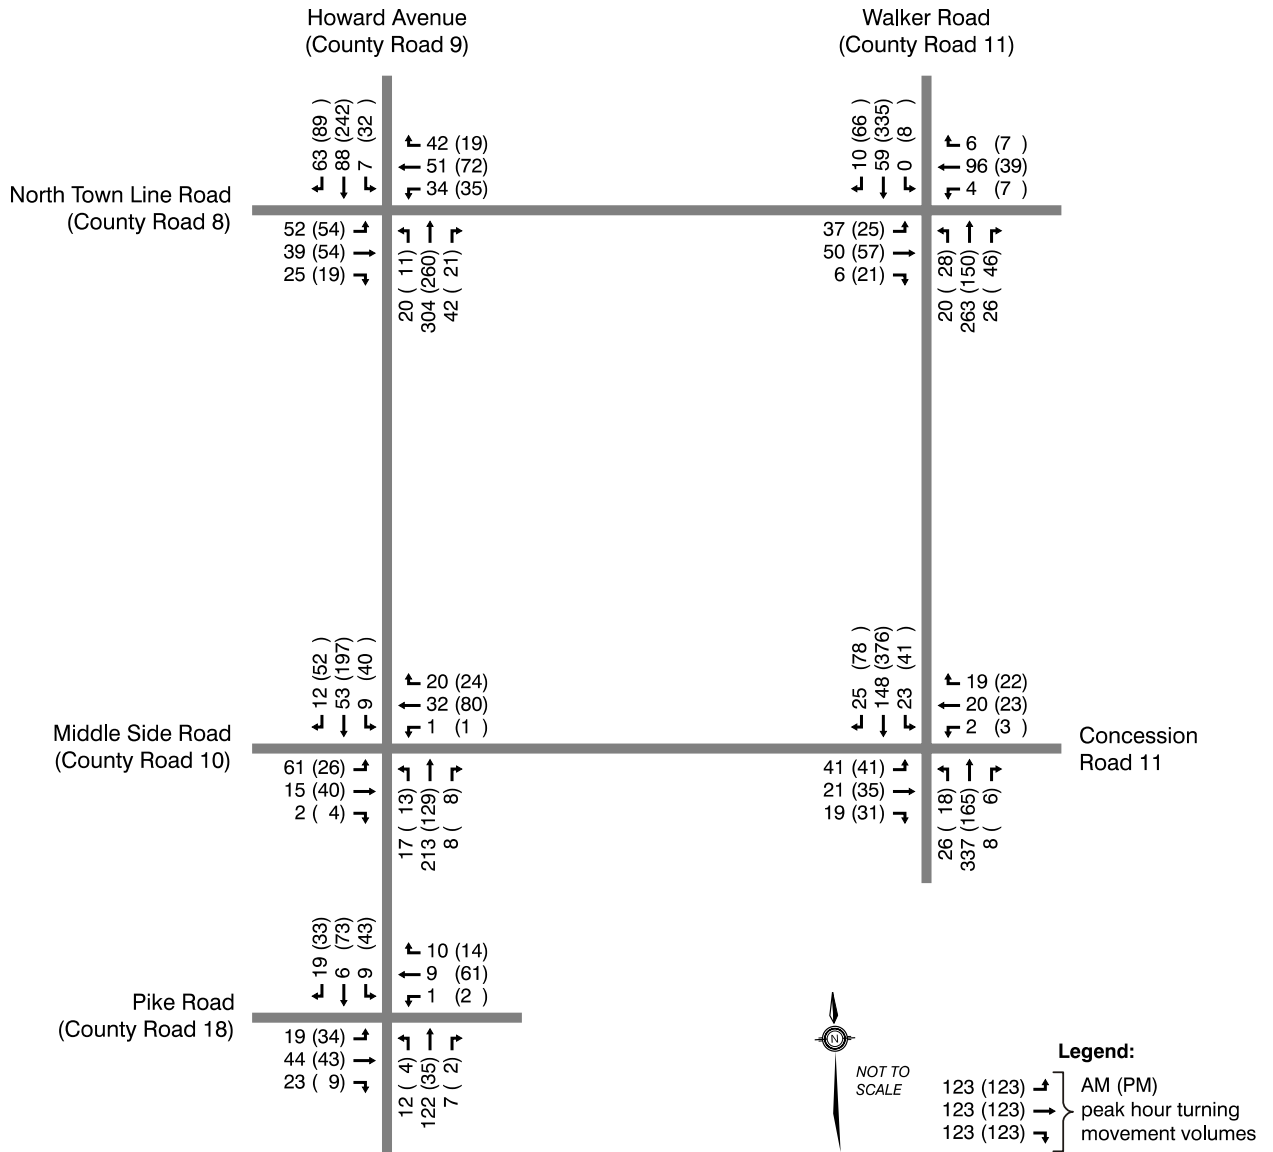 Howard Avenue
(County Road 9)
Walker Road
(County Road 11)
63 (89 )
88 (242)
7 (32 )
42 (19)
51 (72)
34 (35)
10 (66 )
59 (335)
0 (8 )
6 (7 )
96 (39)
4 (7 )
North Town Line Road
(County Road 8)
52 (54)
39 (54)
25 (19)
20 ( 11)
304 (260)
42 ( 21)
37 (25)
50 (57)
6 (21)
20 ( 28)
263 (150)
26 ( 46)
12 (52 )
53 (197)
9 (40 )
20 (24)
32 (80)
1 (1 )
25 (78 )
148 (376)
23 (41 )
19 (22)
20 (23)
2 (3 )
Middle Side Road
(County Road 10)
Concession
Road 11
61 (26)
15 (40)
2 ( 4)
17 ( 13)
213 (129)
8 ( 8)
41 (41)
21 (35)
19 (31)
26 ( 18)
337 (165)
8 ( 6)
19 (33)
6 (73)
9 (43)
10 (14)
9 (61)
1 (2 )
Pike Road
(County Road 18)
19 (34)
44 (43)
23 ( 9)
12 ( 4)
122 (35)
7 ( 2)
N
NOT TO
SCALE
Legend:
123 (123) AM (PM)
123 (123) peak hour turning
123 (123) movement volumes